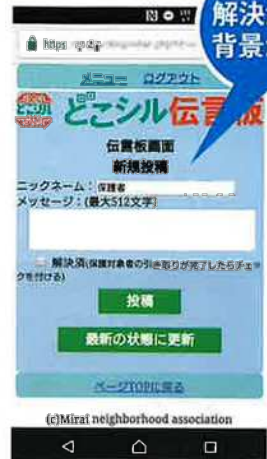 解決
背景
https
メニュー ログアウト
どこシル伝言板
伝言板画面
新規投稿
ニックネーム：保護者
メッセージ：(最大512文字)
解決済(保護対象者の引き取りが完了したらチェッ
クを付ける)
投稿
最新の状態に更新
ページTOPに戻る
(c)Mirai neighborhood association